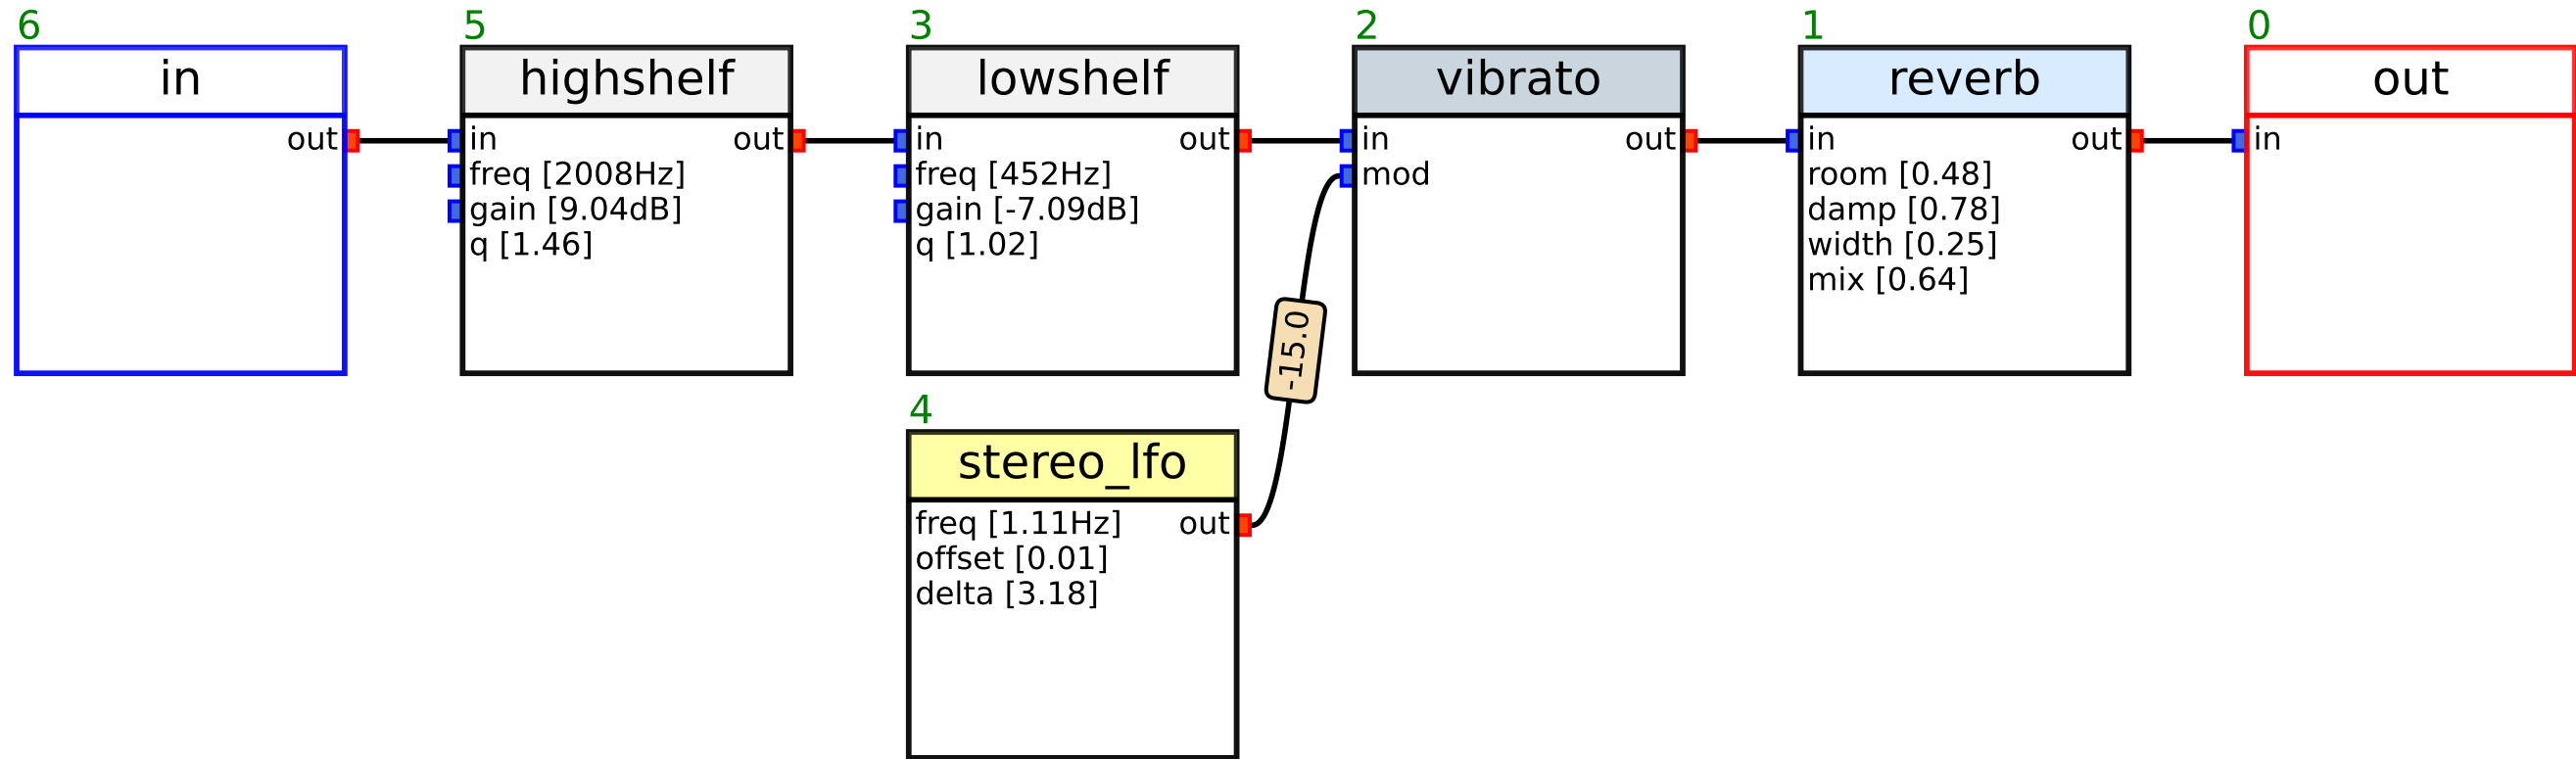 6
in
out
5
highshelf
in out
freq [2008Hz]
gain [9.04dB]
q [1.46]
3
lowshelf
in out
freq [452Hz]
gain [-7.09dB]
q [1.02]
2
vibrato
in out
mod
1
reverb
in out
room [0.48]
damp [0.78]
width [0.25]
mix [0.64]
0
out
in
-15.0
4
stereo_lfo
freq [1.11Hz] out
offset [0.01]
delta [3.18]